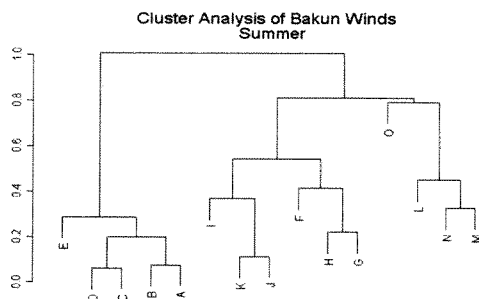 Cluster Analysis of Bakun Winds
Summer
1.0
0.8
0.6
0.4
0.2
0.0
E
D
C
B
A
I
K
J
F
H
G
O
L
N
M